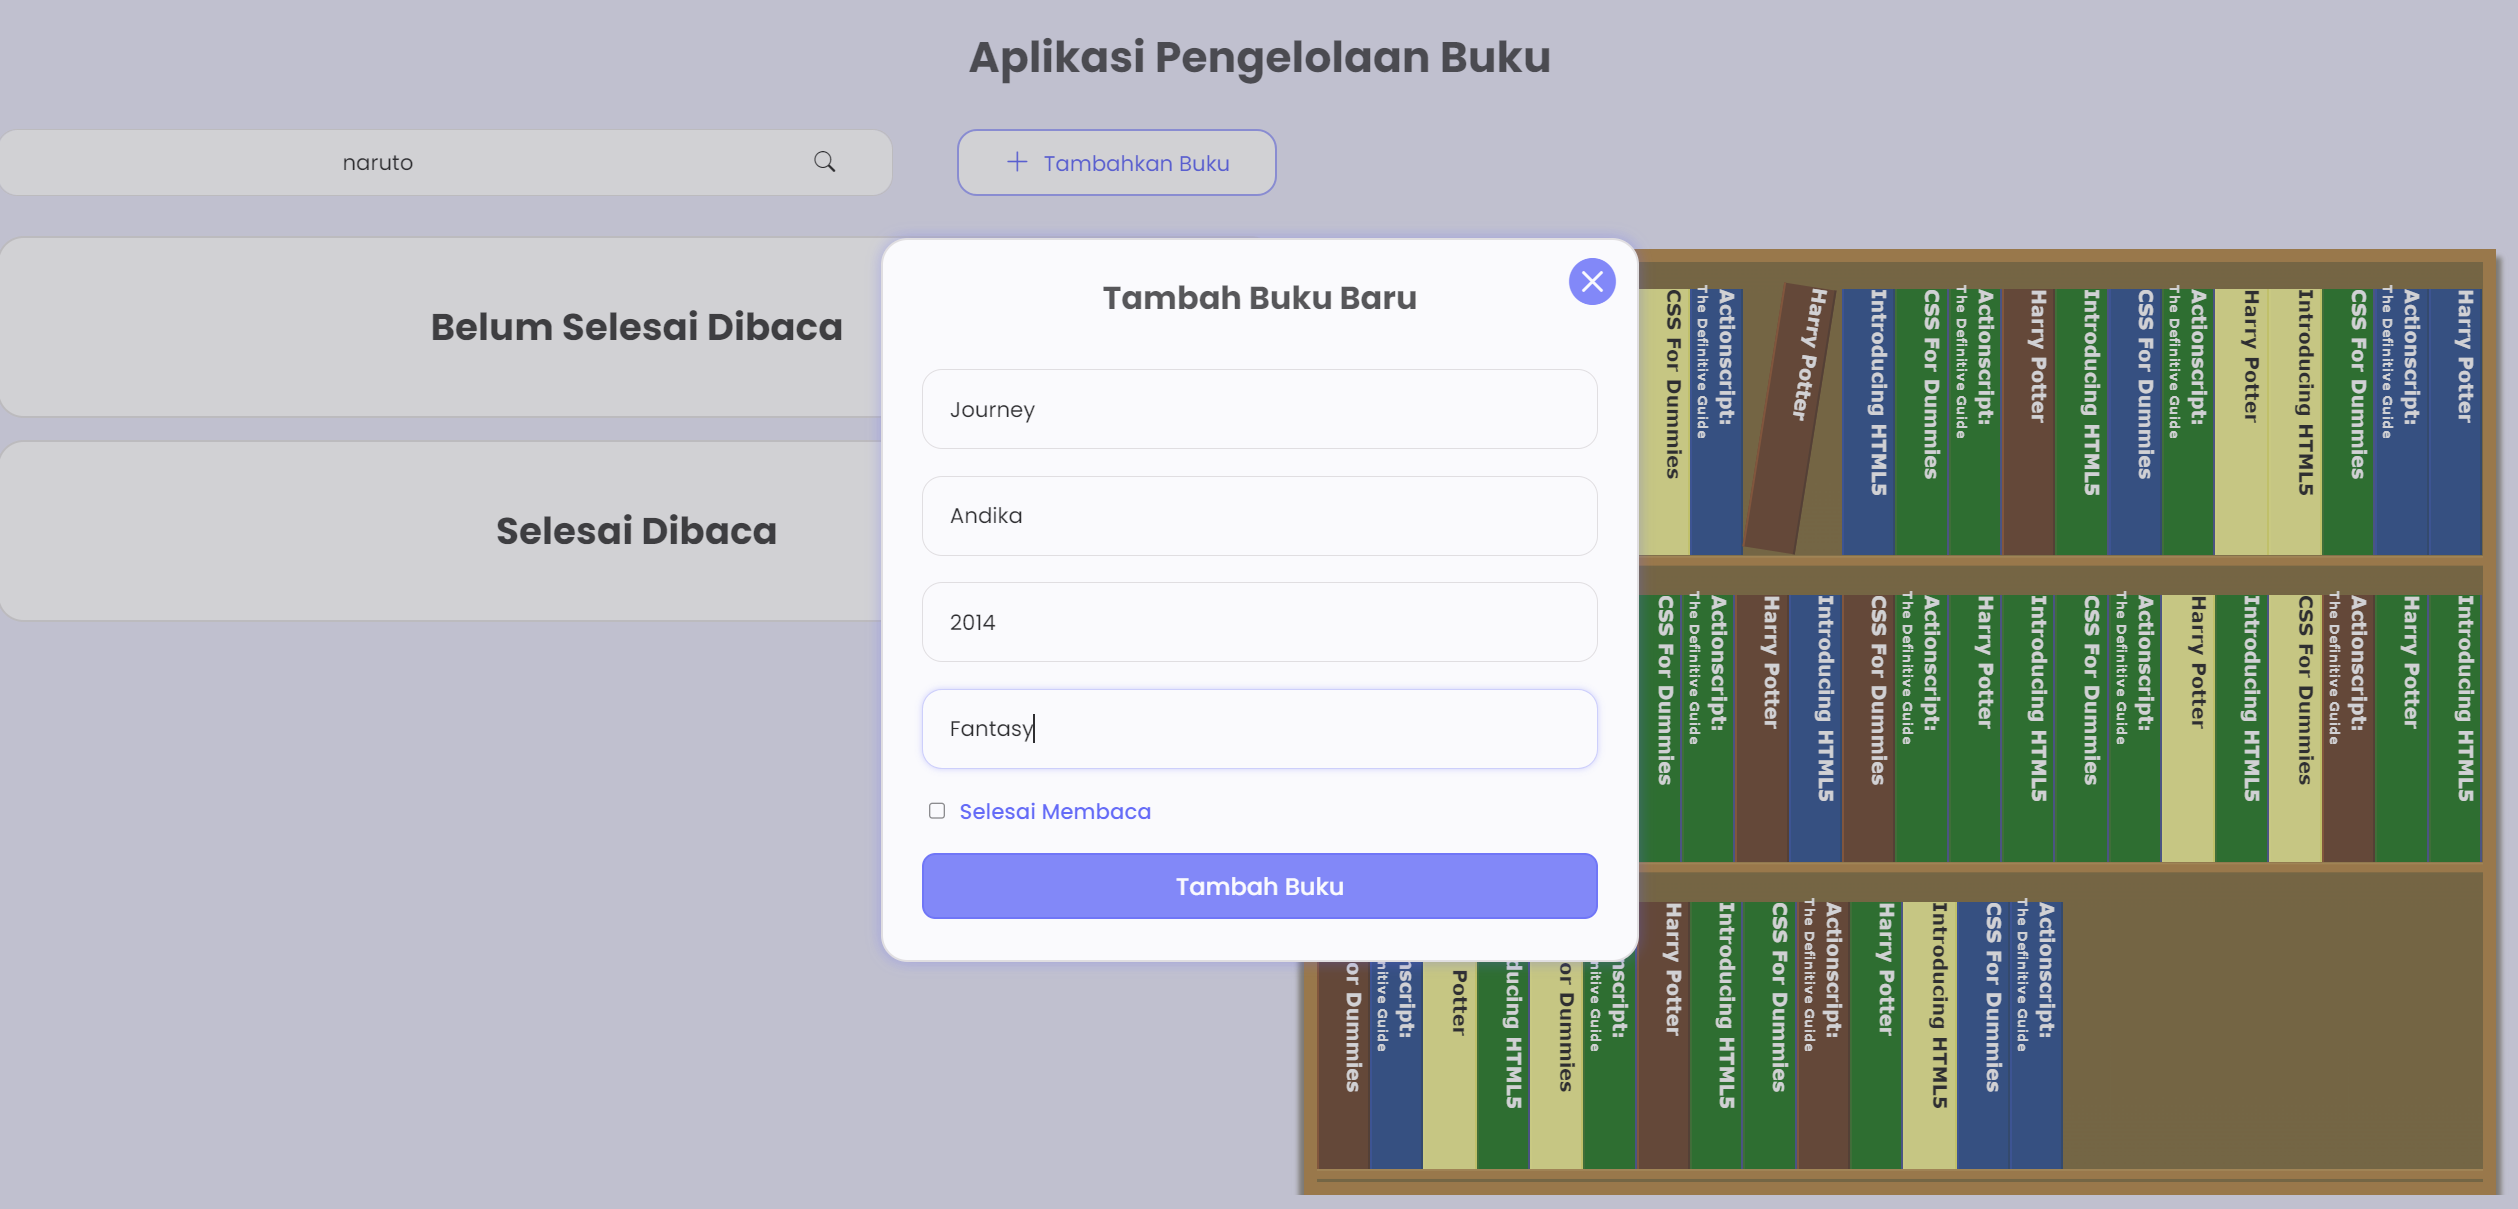 Aplikasi Pengelolaan Buku
naruto
Tambahkan Buku
Belum Selesai Dibaca
Selesai Dibaca
Tambah Buku Baru
Journey
Andika
2014
Fantasy
Selesai Membaca
Tambah Buku
CSS For Dummies
Actionscript:
The Definitive Guide
Harry Potter
Introducing HTML5
CSS For Dummies
Actionscript:
The Definitive Guide
Harry Potter
Introducing HTML5
CSS For Dummies
Actionscript:
The Definitive Guide
Harry Potter
Introducing HTML5
CSS For Dummies
Actionscript:
The Definitive Guide
Harry Potter
CSS For Dummies
Actionscript:
The Definitive Guide
Harry Potter
Introducing HTML5
CSS For Dummies
Actionscript:
The Definitive Guide
Harry Potter
Introducing HTML5
CSS For Dummies
Actionscript:
The Definitive Guide
Harry Potter
Introducing HTML5
CSS For Dummies
Actionscript:
The Definitive Guide
Harry Potter
Introducing HTML5
or Dummies
nscript:
nitive Guide
Potter
ducing HTML5
or Dummies
nscript:
nitive Guide
Harry Potter
Introducing HTML5
CSS For Dummies
Actionscript:
The Definitive Guide
Harry Potter
Introducing HTML5
CSS For Dummies
Actionscript:
The Definitive Guide